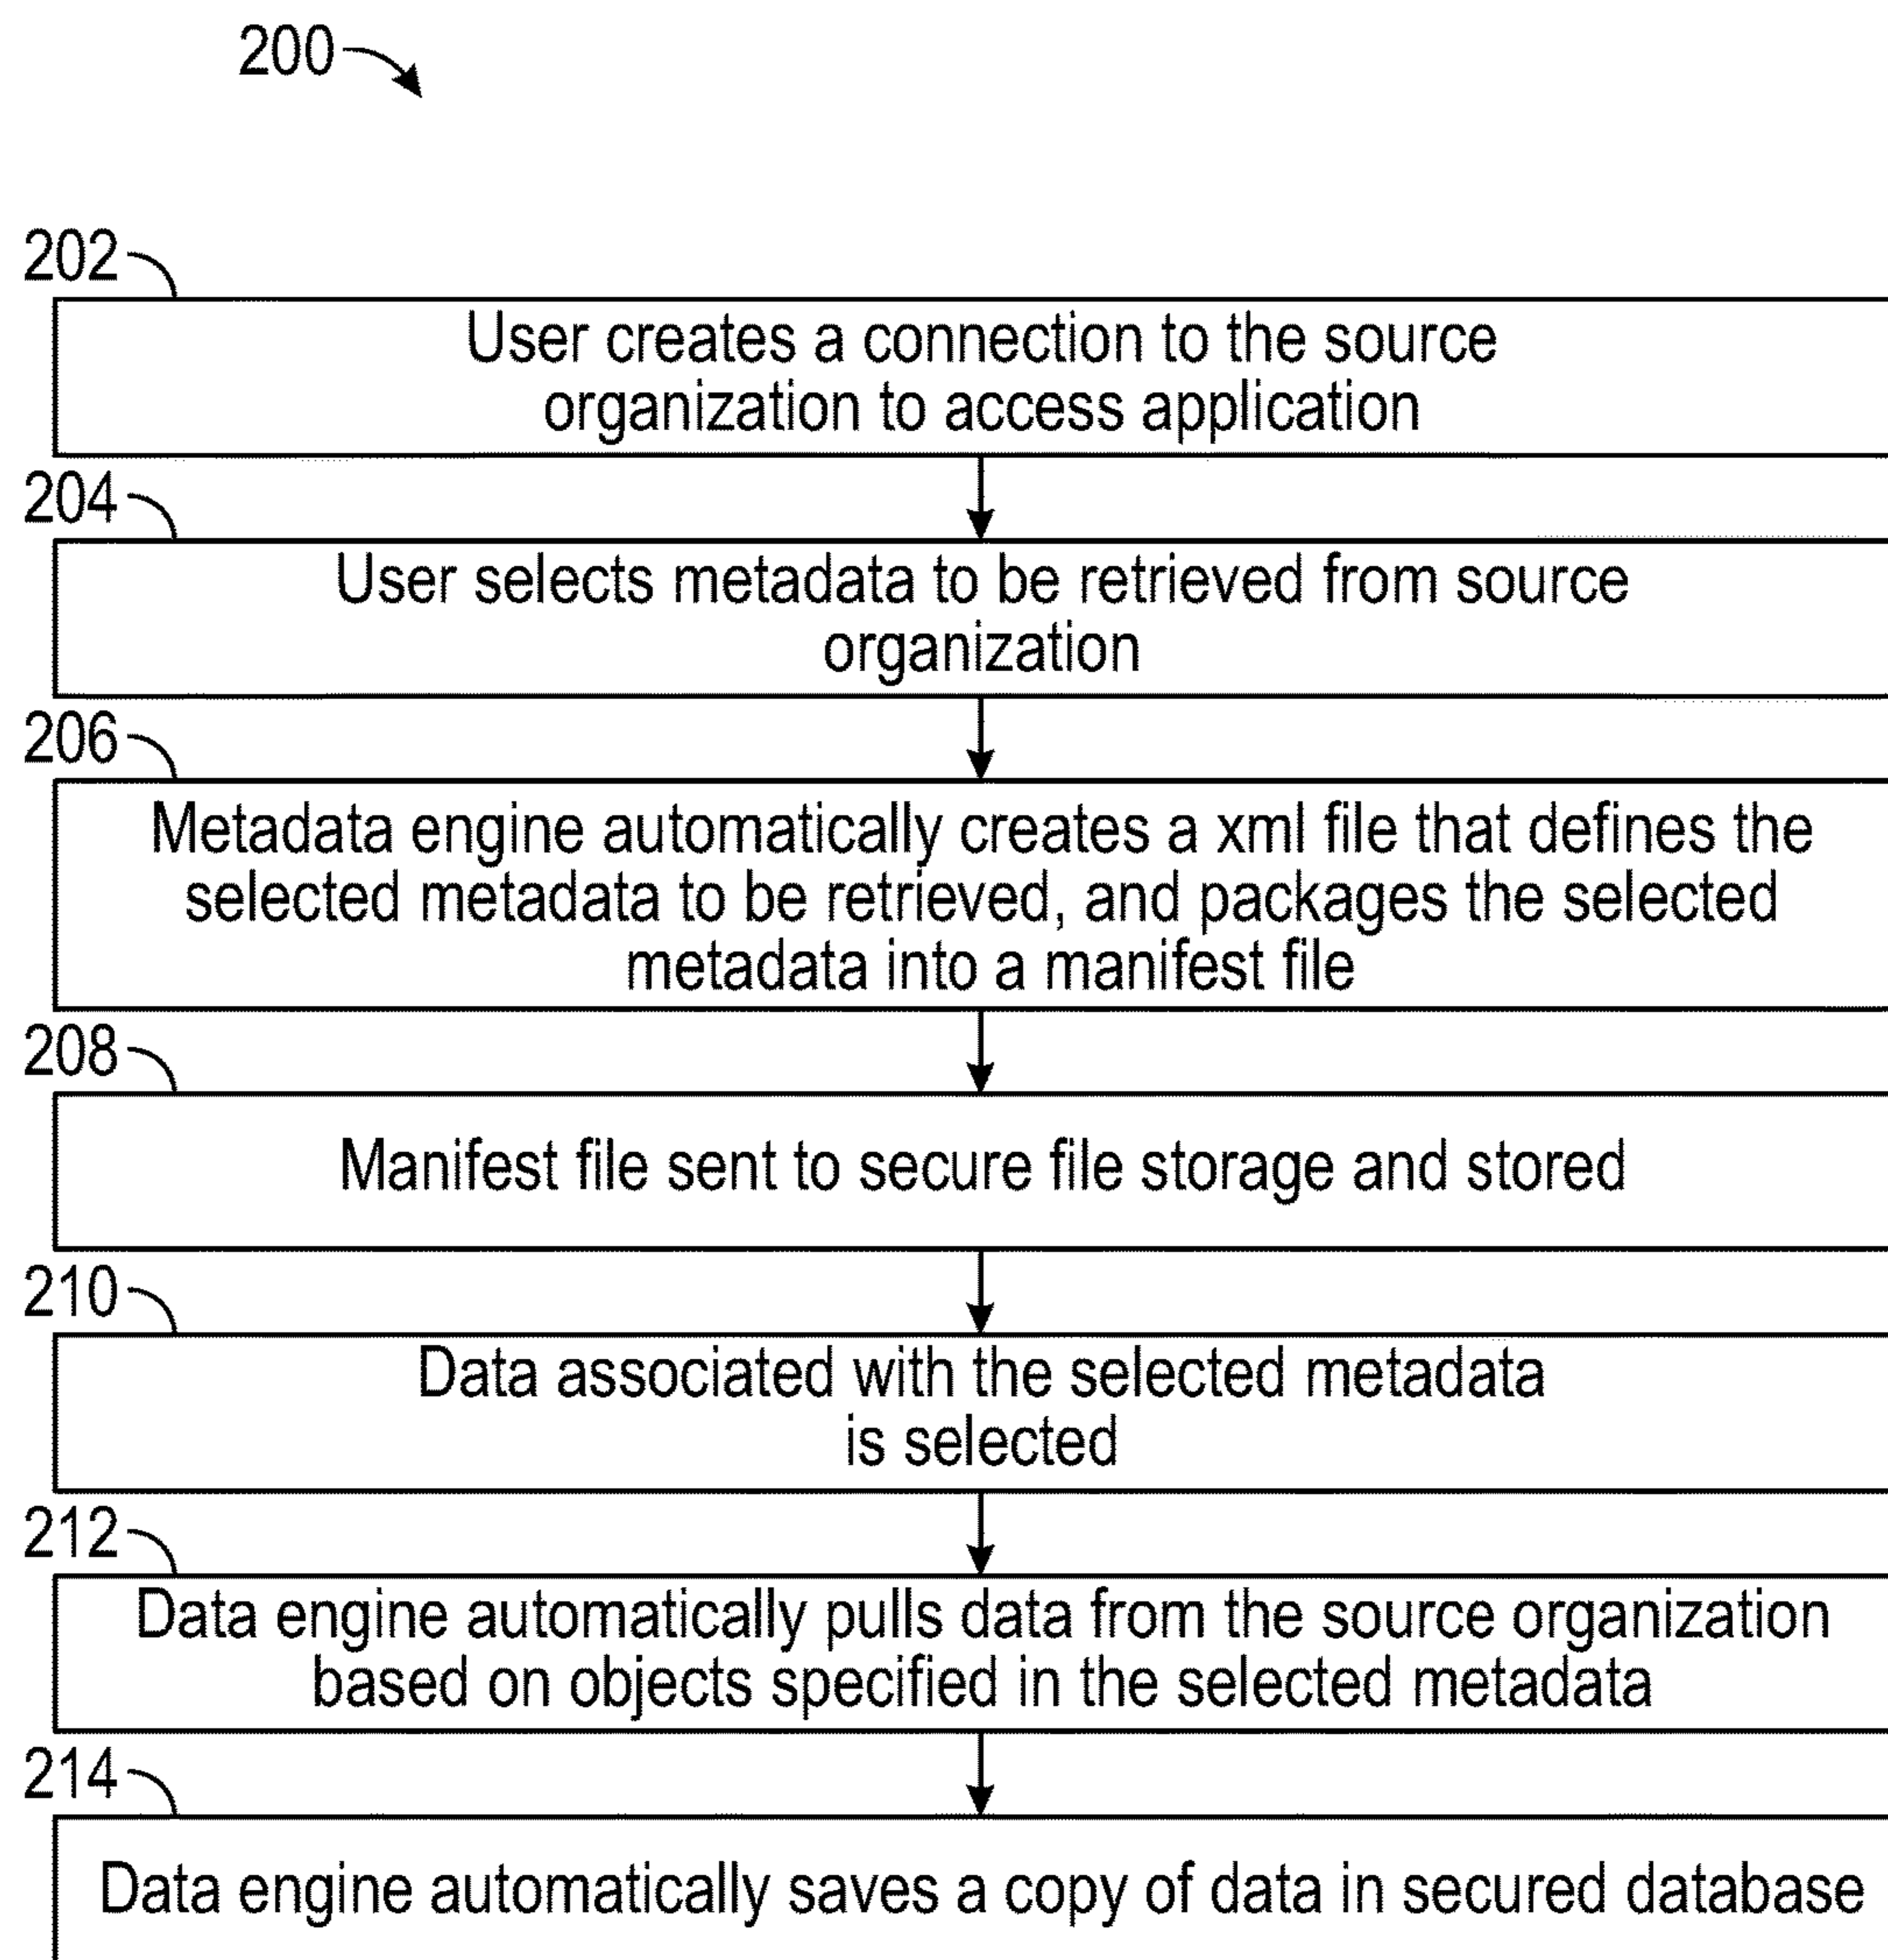 200
202
User creates a connection to the source
organization to access application
204
User selects metadata to be retrieved from source
organization
206
Metadata engine automatically creates a xml file that defines the
selected metadata to be retrieved, and packages the selected
metadata into a manifest file
208
Manifest file sent to secure file storage and stored
210
Data associated with the selected metadata
is selected
212
Data engine automatically pulls data from the source organization
based on objects specified in the selected metadata
214
Data engine automatically saves a copy of data in secured database